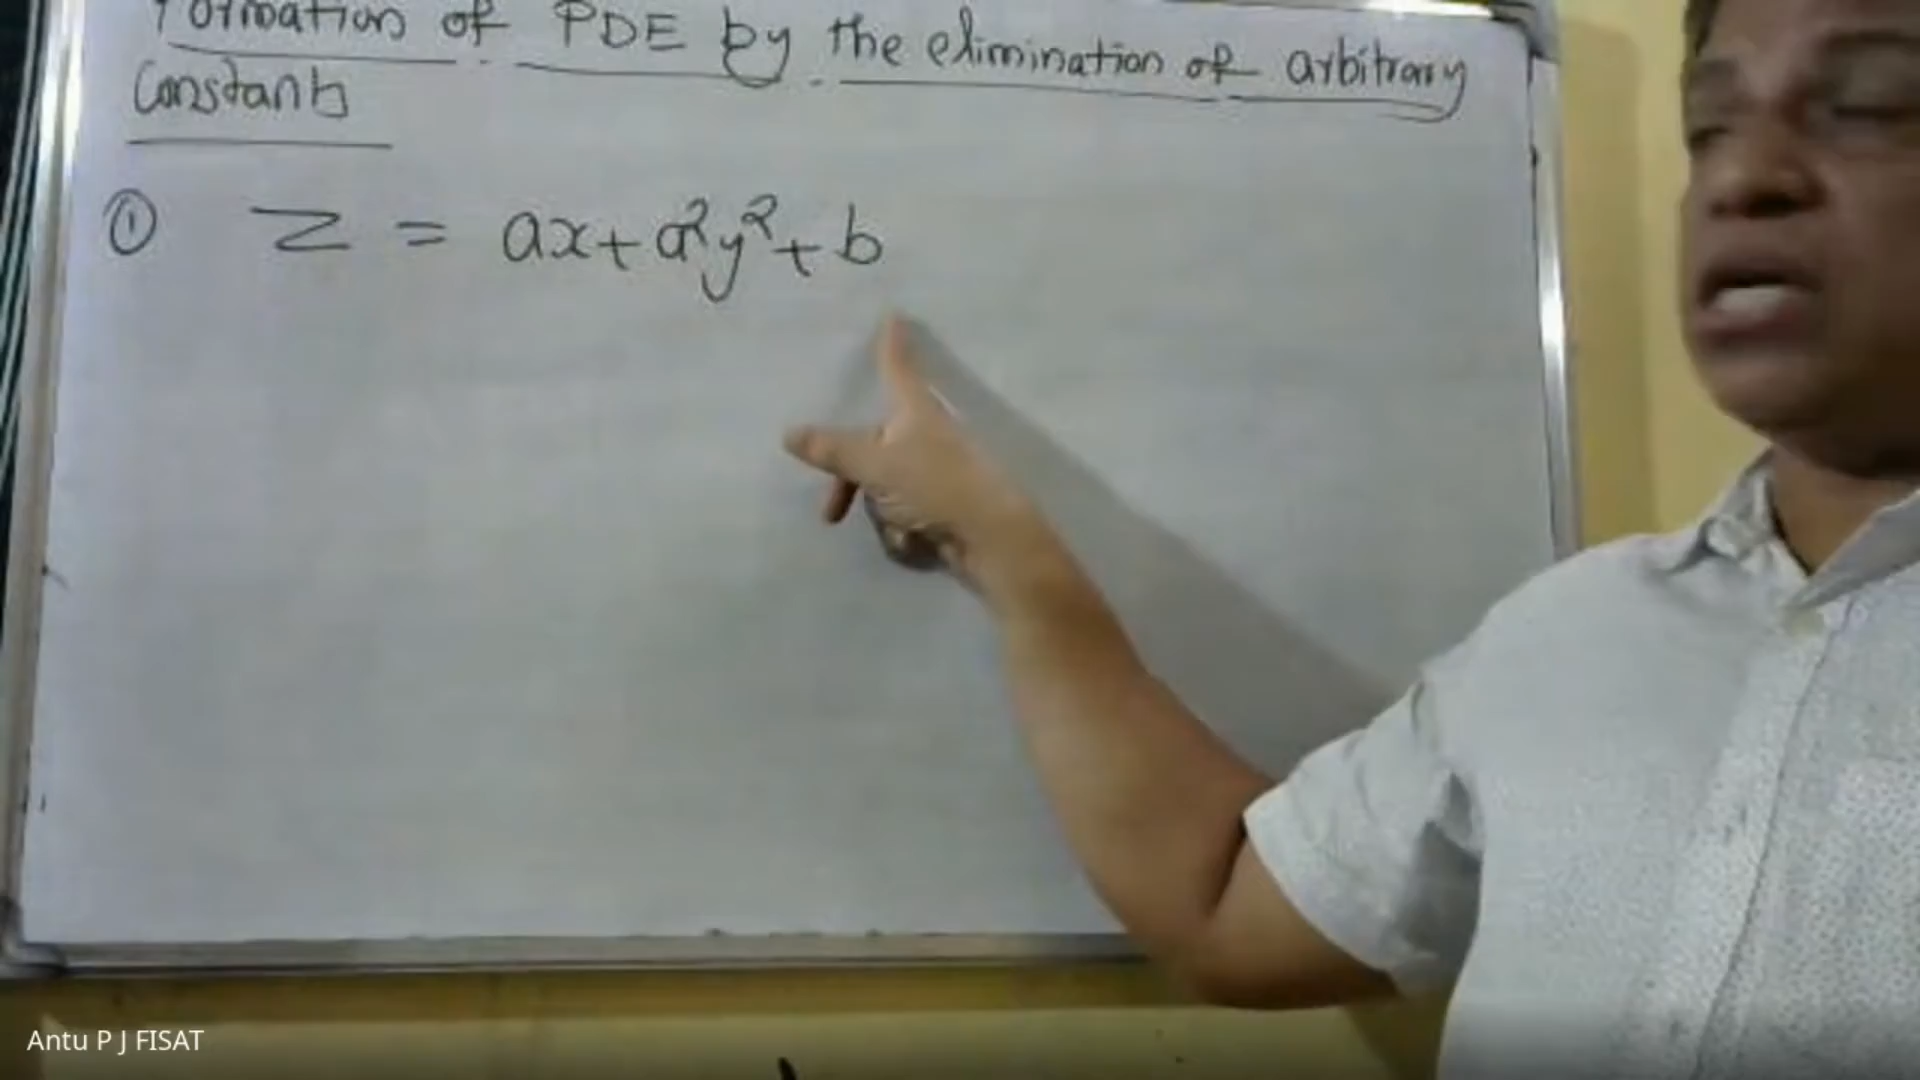 Formation of PDE by the elimination of arbitrary
Constants
① Z = ax + a²y² + b
Antu P J FISAT